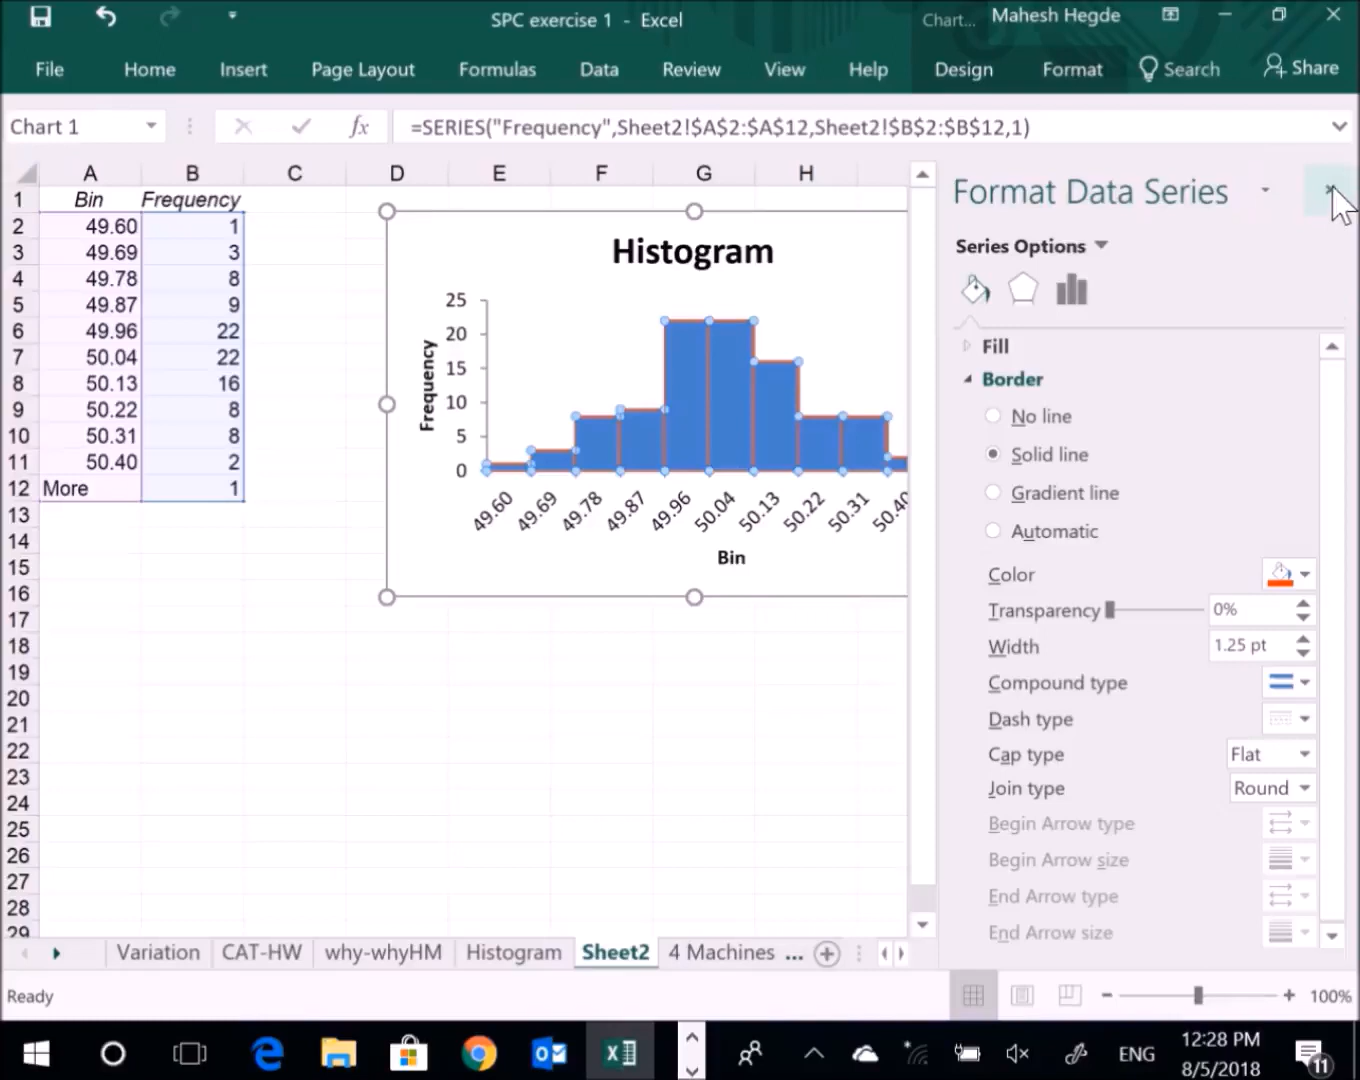 SPC exercise 1 - Excel
Chart...
Mahesh Hegde
File Home Insert Page Layout Formulas Data Review View Help Design Format Search Share
Chart 1
fx
=SERIES("Frequency",Sheet2!$A$2:$A$12,Sheet2!$B$2:$B$12,1)
A B C D E F G H
1 Bin Frequency
2 49.60 1
3 49.69 3
4 49.78 8
5 49.87 9
6 49.96 22
7 50.04 22
8 50.13 16
9 50.22 8
10 50.31 8
11 50.40 2
12 More 1
13
14
15
16
17
18
19
20
21
22
23
24
25
26
27
28
29
Histogram
Frequency
25
20
15
10
5
0
49.60 49.69 49.78 49.87 49.96 50.04 50.13 50.22 50.31 50.40
Bin
Format Data Series
Series Options
Fill
Border
No line
Solid line
Gradient line
Automatic
Color
Transparency 0%
Width 1.25 pt
Compound type
Dash type
Cap type Flat
Join type Round
Begin Arrow type
Begin Arrow size
End Arrow type
End Arrow size
Variation CAT-HW why-whyHM Histogram Sheet2 4 Machines ...
Ready
100%
ENG
12:28 PM
8/5/2018
11